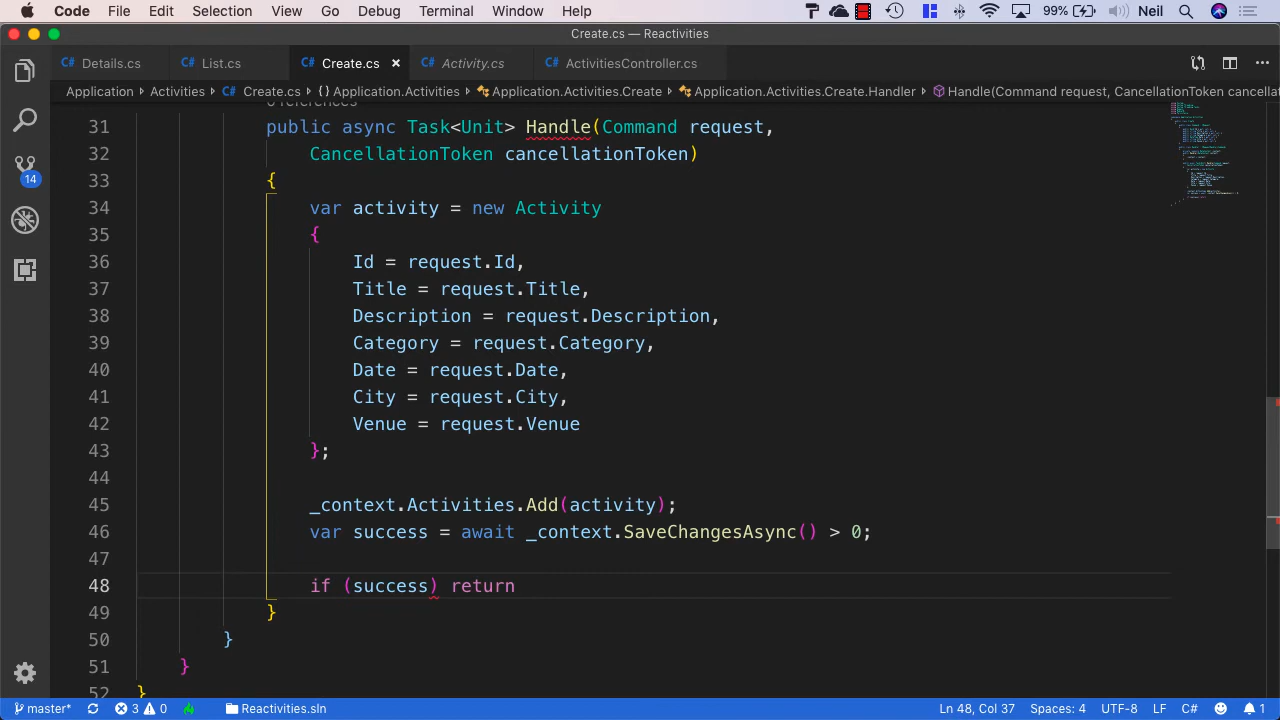 Code File Edit Selection View Go Debug Terminal Window Help 99% Neil
Create.cs — Reactivities
C# Details.cs C# List.cs C# Create.cs × C# Activity.cs C# ActivitiesController.cs
Application > Activities > C# Create.cs > {} Application.Activities > Application.Activities.Create > Application.Activities.Create.Handler > Handle(Command request, CancellationToken cancellat
0 references
31 public async Task<Unit> Handle(Command request,
32 CancellationToken cancellationToken)
33 {
34 var activity = new Activity
35 {
36 Id = request.Id,
37 Title = request.Title,
38 Description = request.Description,
39 Category = request.Category,
40 Date = request.Date,
41 City = request.City,
42 Venue = request.Venue
43 };
44
45 _context.Activities.Add(activity);
46 var success = await _context.SaveChangesAsync() > 0;
47
48 if (success) return
49 }
50 }
51 }
52 }
14
master* 3 0 Reactivities.sln Ln 48, Col 37 Spaces: 4 UTF-8 LF C# 1